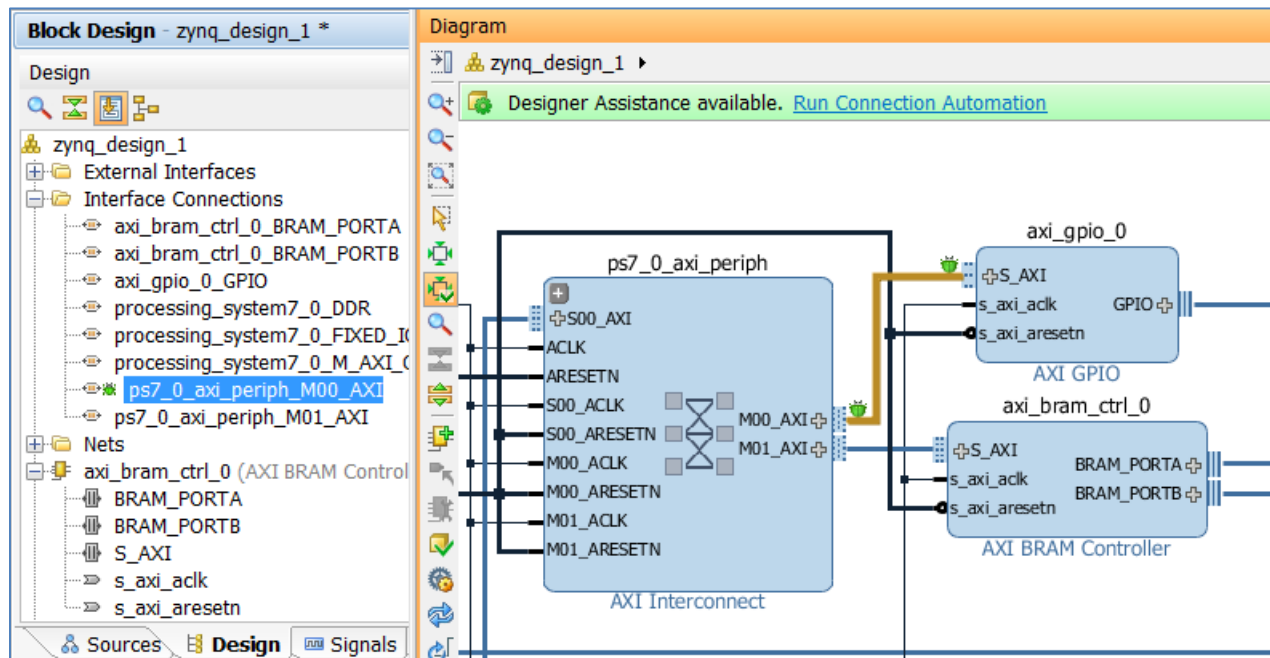 Block Design - zynq_design_1 *
Design
zynq_design_1
External Interfaces
Interface Connections
axi_bram_ctrl_0_BRAM_PORTA
axi_bram_ctrl_0_BRAM_PORTB
axi_gpio_0_GPIO
processing_system7_0_DDR
processing_system7_0_FIXED_I
processing_system7_0_M_AXI_
ps7_0_axi_periph_M00_AXI
ps7_0_axi_periph_M01_AXI
Nets
axi_bram_ctrl_0 (AXI BRAM Control
BRAM_PORTA
BRAM_PORTB
S_AXI
s_axi_aclk
s_axi_aresetn
Sources
Design
Signals
Diagram
zynq_design_1
Designer Assistance available. Run Connection Automation
ps7_0_axi_periph
S00_AXI
ACLK
ARESETN
S00_ACLK
S00_ARESETN
M00_ACLK
M00_ARESETN
M01_ACLK
M01_ARESETN
M00_AXI
M01_AXI
AXI Interconnect
axi_gpio_0
S_AXI
s_axi_aclk
s_axi_aresetn
GPIO
AXI GPIO
axi_bram_ctrl_0
S_AXI
s_axi_aclk
s_axi_aresetn
BRAM_PORTA
BRAM_PORTB
AXI BRAM Controller